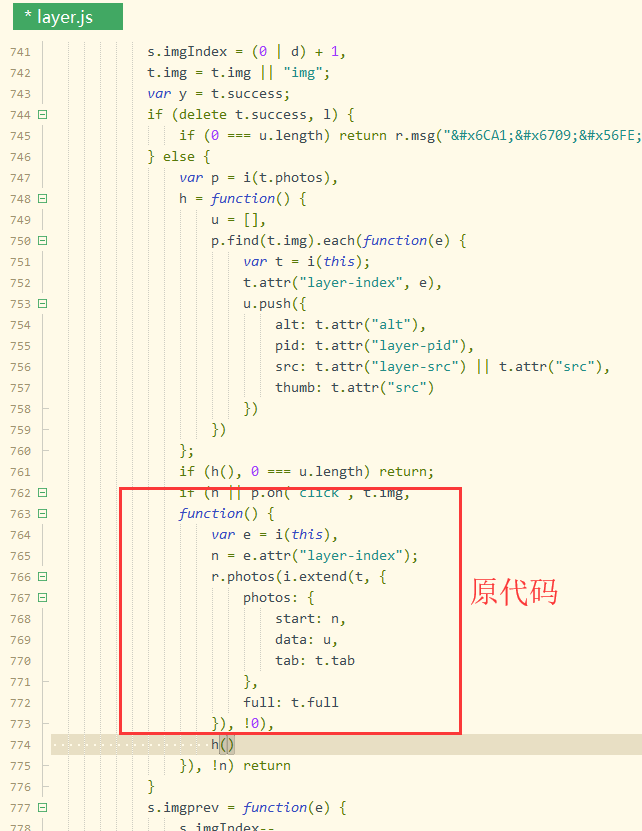 * layer.js
741 s.imgIndex = (0 | d) + 1,
742 t.img = t.img || "img";
743 var y = t.success;
744 if (delete t.success, l) {
745 if (0 === u.length) return r.msg("&#x6CA1;&#x6709;&#x56FE;
746 } else {
747 var p = i(t.photos),
748 h = function() {
749 u = [],
750 p.find(t.img).each(function(e) {
751 var t = i(this);
752 t.attr("layer-index", e),
753 u.push({
754 alt: t.attr("alt"),
755 pid: t.attr("layer-pid"),
756 src: t.attr("layer-src") || t.attr("src"),
757 thumb: t.attr("src")
758 })
759 })
760 };
761 if (h(), 0 === u.length) return;
762 if (n || p.on("click", t.img,
763 function() {
764 var e = i(this),
765 n = e.attr("layer-index");
766 r.photos(i.extend(t, {
767 photos: {
768 start: n,
769 data: u,
770 tab: t.tab
771 },
772 full: t.full
773 }), !0),
774 h()
775 }), !n) return
776 }
777 s.imgprev = function(e) {
778 s.imgIndex--
原代码